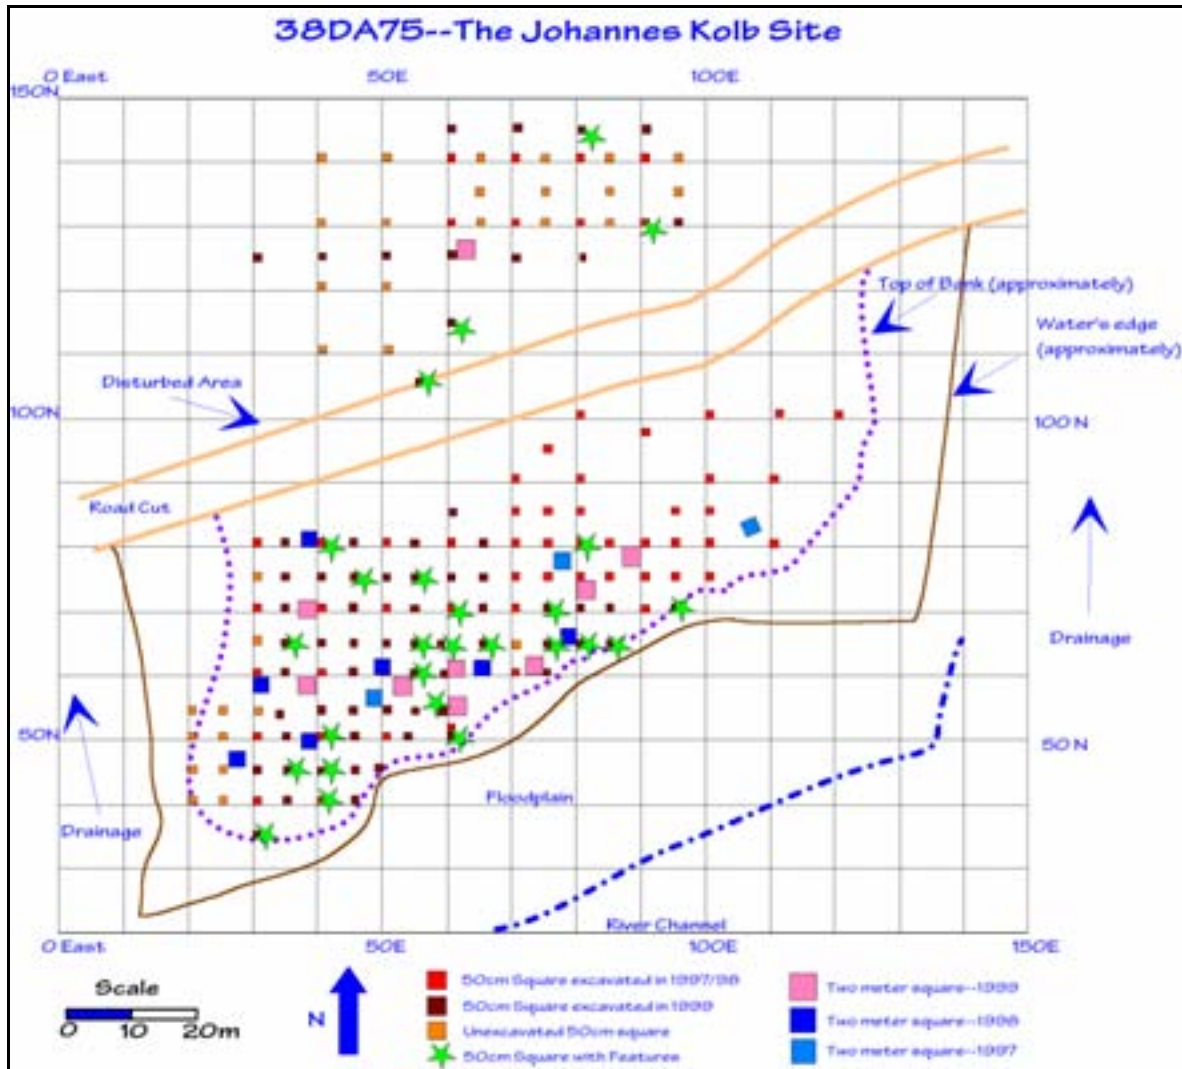 38DA75--The Johannes Kolb Site
0 East 50E 100E
150N
Top of Bank (approximately)
Water's edge
(approximately)
Disturbed Area
100N
100 N
Road Cut
Drainage
50N
50 N
Floodplain
Drainage
River Channel
0 East 50E 100E 150E
Scale
0 10 20m
N
50cm Square excavated in 1997/98
50cm Square excavated in 1999
Unexcavated 50cm square
50cm Square with Features
Two meter square--1999
Two meter square--1998
Two meter square--1997